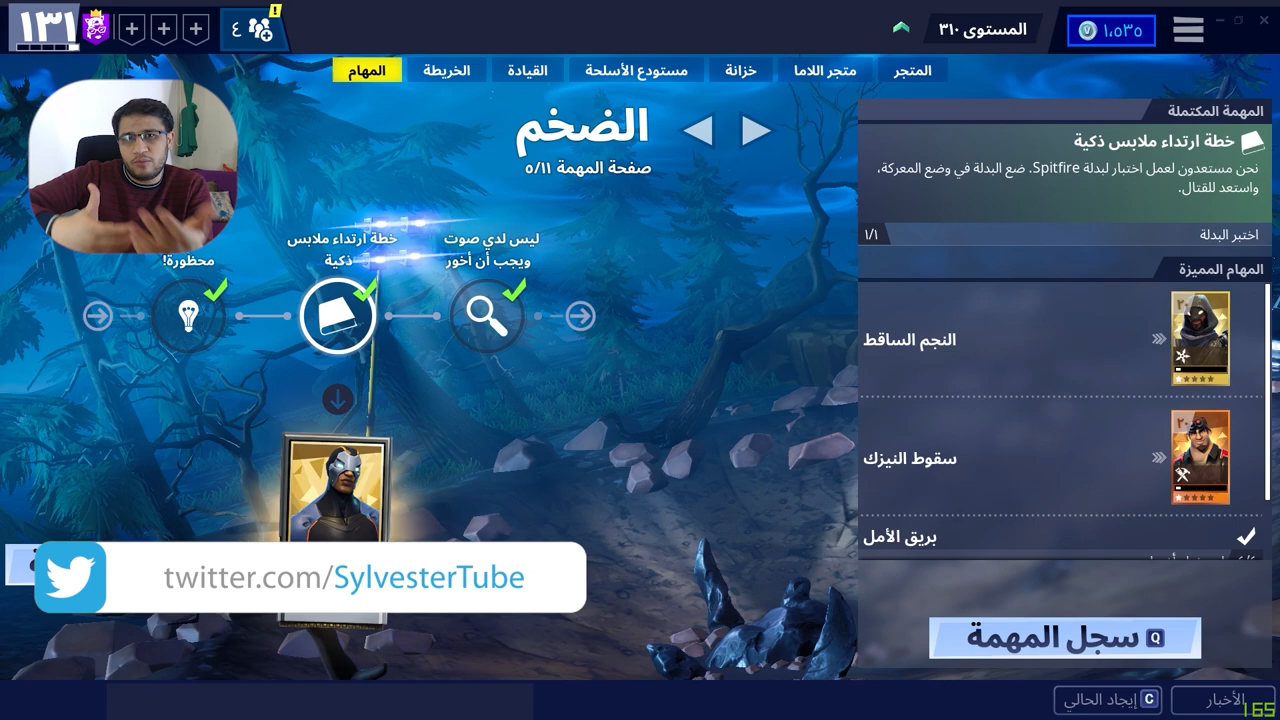 ١٣١
٤
!
المستوى ٣١٠
١،٥٣٥
المتجر
متجر اللاما
خزانة
مستودع الأسلحة
القيادة
الخريطة
المهام
الضخم
صفحة المهمة ٥/١١
ليس لدي صوت
ويجب أن أخور
خطة ارتداء ملابس
ذكية
محظورة!
المهمة المكتملة
خطة ارتداء ملابس ذكية
نحن مستعدون لعمل اختبار لبدلة Spitfire. ضع البدلة في وضع المعركة،
واستعد للقتال.
اختبر البدلة
١/١
المهام المميزة
النجم الساقط
سقوط النيزك
بريق الأمل
twitter.com/SylvesterTube
سجل المهمة Q
إيجاد الحالي C
الأخبار
165